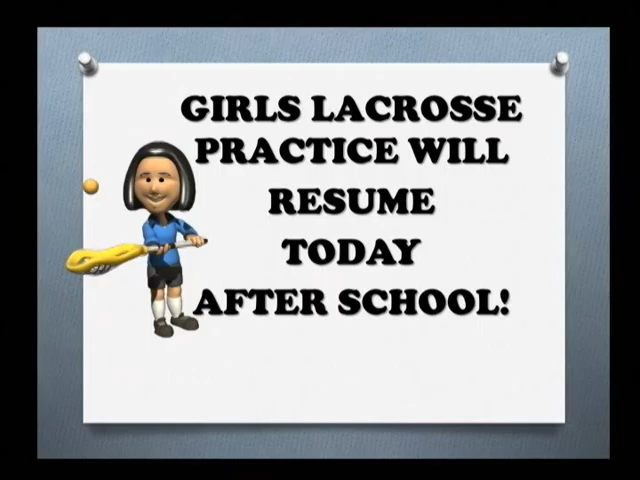 GIRLS LACROSSE
PRACTICE WILL
RESUME
TODAY
AFTER SCHOOL!